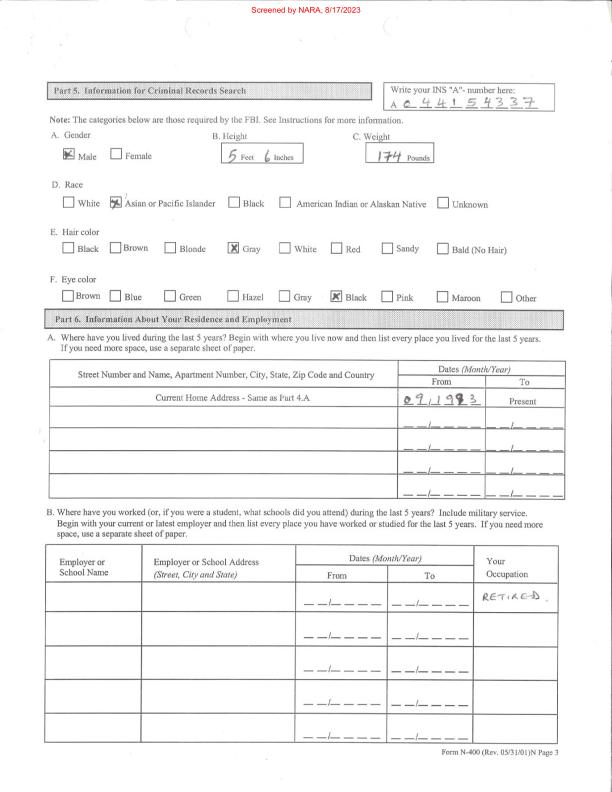 Screened by NARA, 8/17/2023
Part 5. Information for Criminal Records Search
Write your INS "A"- number here:
A 0 4 4 1 5 4 3 3 7
Note: The categories below are those required by the FBI. See Instructions for more information.
A. Gender B. Height C. Weight
Male Female 5 Feet 6 Inches 174 Pounds
D. Race
White Asian or Pacific Islander Black American Indian or Alaskan Native Unknown
E. Hair color
Black Brown Blonde Gray White Red Sandy Bald (No Hair)
F. Eye color
Brown Blue Green Hazel Gray Black Pink Maroon Other
Part 6. Information About Your Residence and Employment
A. Where have you lived during the last 5 years? Begin with where you live now and then list every place you lived for the last 5 years.
If you need more space, use a separate sheet of paper.
Street Number and Name, Apartment Number, City, State, Zip Code and Country
Dates (Month/Year)
From To
Current Home Address - Same as Part 4.A Present
B. Where have you worked (or, if you were a student, what schools did you attend) during the last 5 years? Include military service.
Begin with your current or latest employer and then list every place you have worked or studied for the last 5 years. If you need more
space, use a separate sheet of paper.
Employer or
School Name
Employer or School Address
(Street, City and State)
Dates (Month/Year)
From To
Your
Occupation
RETIRED.
Form N-400 (Rev. 05/31/01)N Page 3